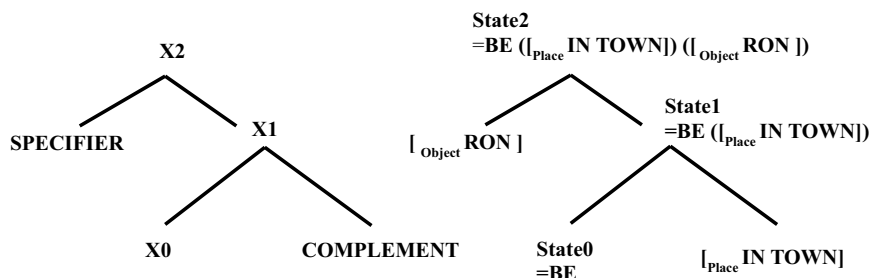 X2
SPECIFIER
X1
X0
COMPLEMENT
State2
=BE ([Place IN TOWN]) ([Object RON ])
[ Object RON ]
State1
=BE ([Place IN TOWN])
State0
=BE
[Place IN TOWN]